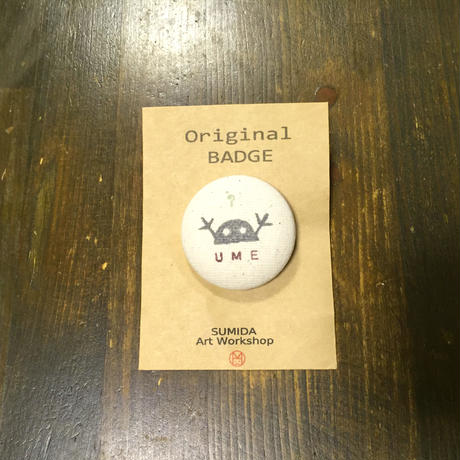 Original
BADGE
?
UME
SUMIDA
Art Workshop